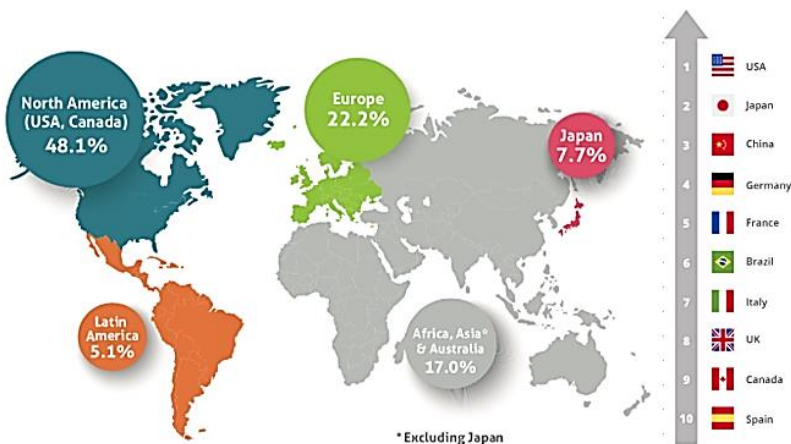 North America
(USA, Canada)
48.1%
Europe
22.2%
Japan
7.7%
Latin
America
5.1%
Africa, Asia*
& Australia
17.0%
* Excluding Japan
1 USA
2 Japan
3 China
4 Germany
5 France
6 Brazil
7 Italy
8 UK
9 Canada
10 Spain